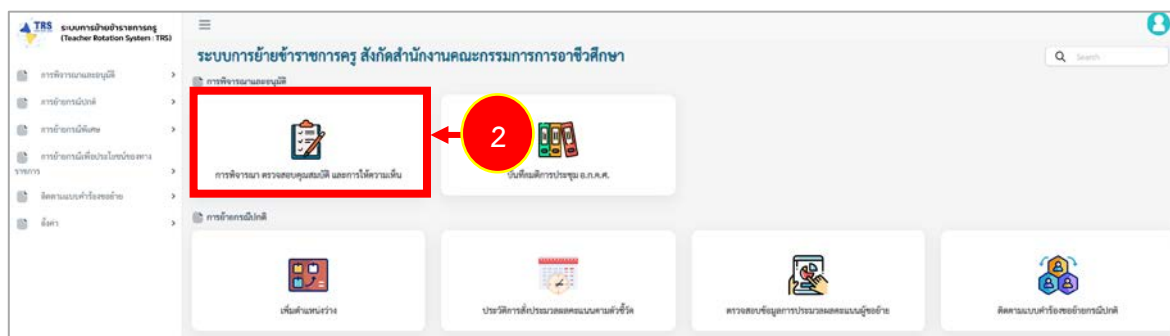 TRS ระบบการย้ายข้าราชการครู
(Teacher Rotation System : TRS)
ระบบการย้ายข้าราชการครู สังกัดสำนักงานคณะกรรมการการอาชีวศึกษา
Search
การพิจารณาและอนุมัติ
การย้ายกรณีปกติ
การย้ายกรณีพิเศษ
การย้ายกรณีเพื่อประโยชน์ของทาง
ราชการ
ติดตามแบบคำร้องขอย้าย
ตั้งค่า
การพิจารณาและอนุมัติ
2
การพิจารณา ตรวจสอบคุณสมบัติ และการให้ความเห็น
บันทึกมติการประชุม อ.ก.ค.ศ.
การย้ายกรณีปกติ
เพิ่มตำแหน่งว่าง
ประวัติการสั่งประมวลผลคะแนนตามตัวชี้วัด
ตรวจสอบข้อมูลการประมวลผลคะแนนผู้ขอย้าย
ติดตามแบบคำร้องขอย้ายกรณีปกติ